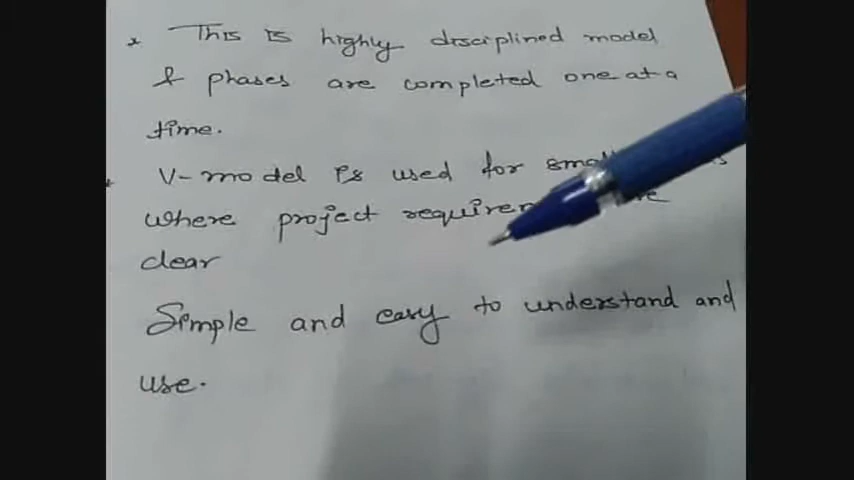 * This is highly disciplined model
& phases are completed one at a
time.
* V-model is used for
where project
clear
Simple and easy to understand and
use.